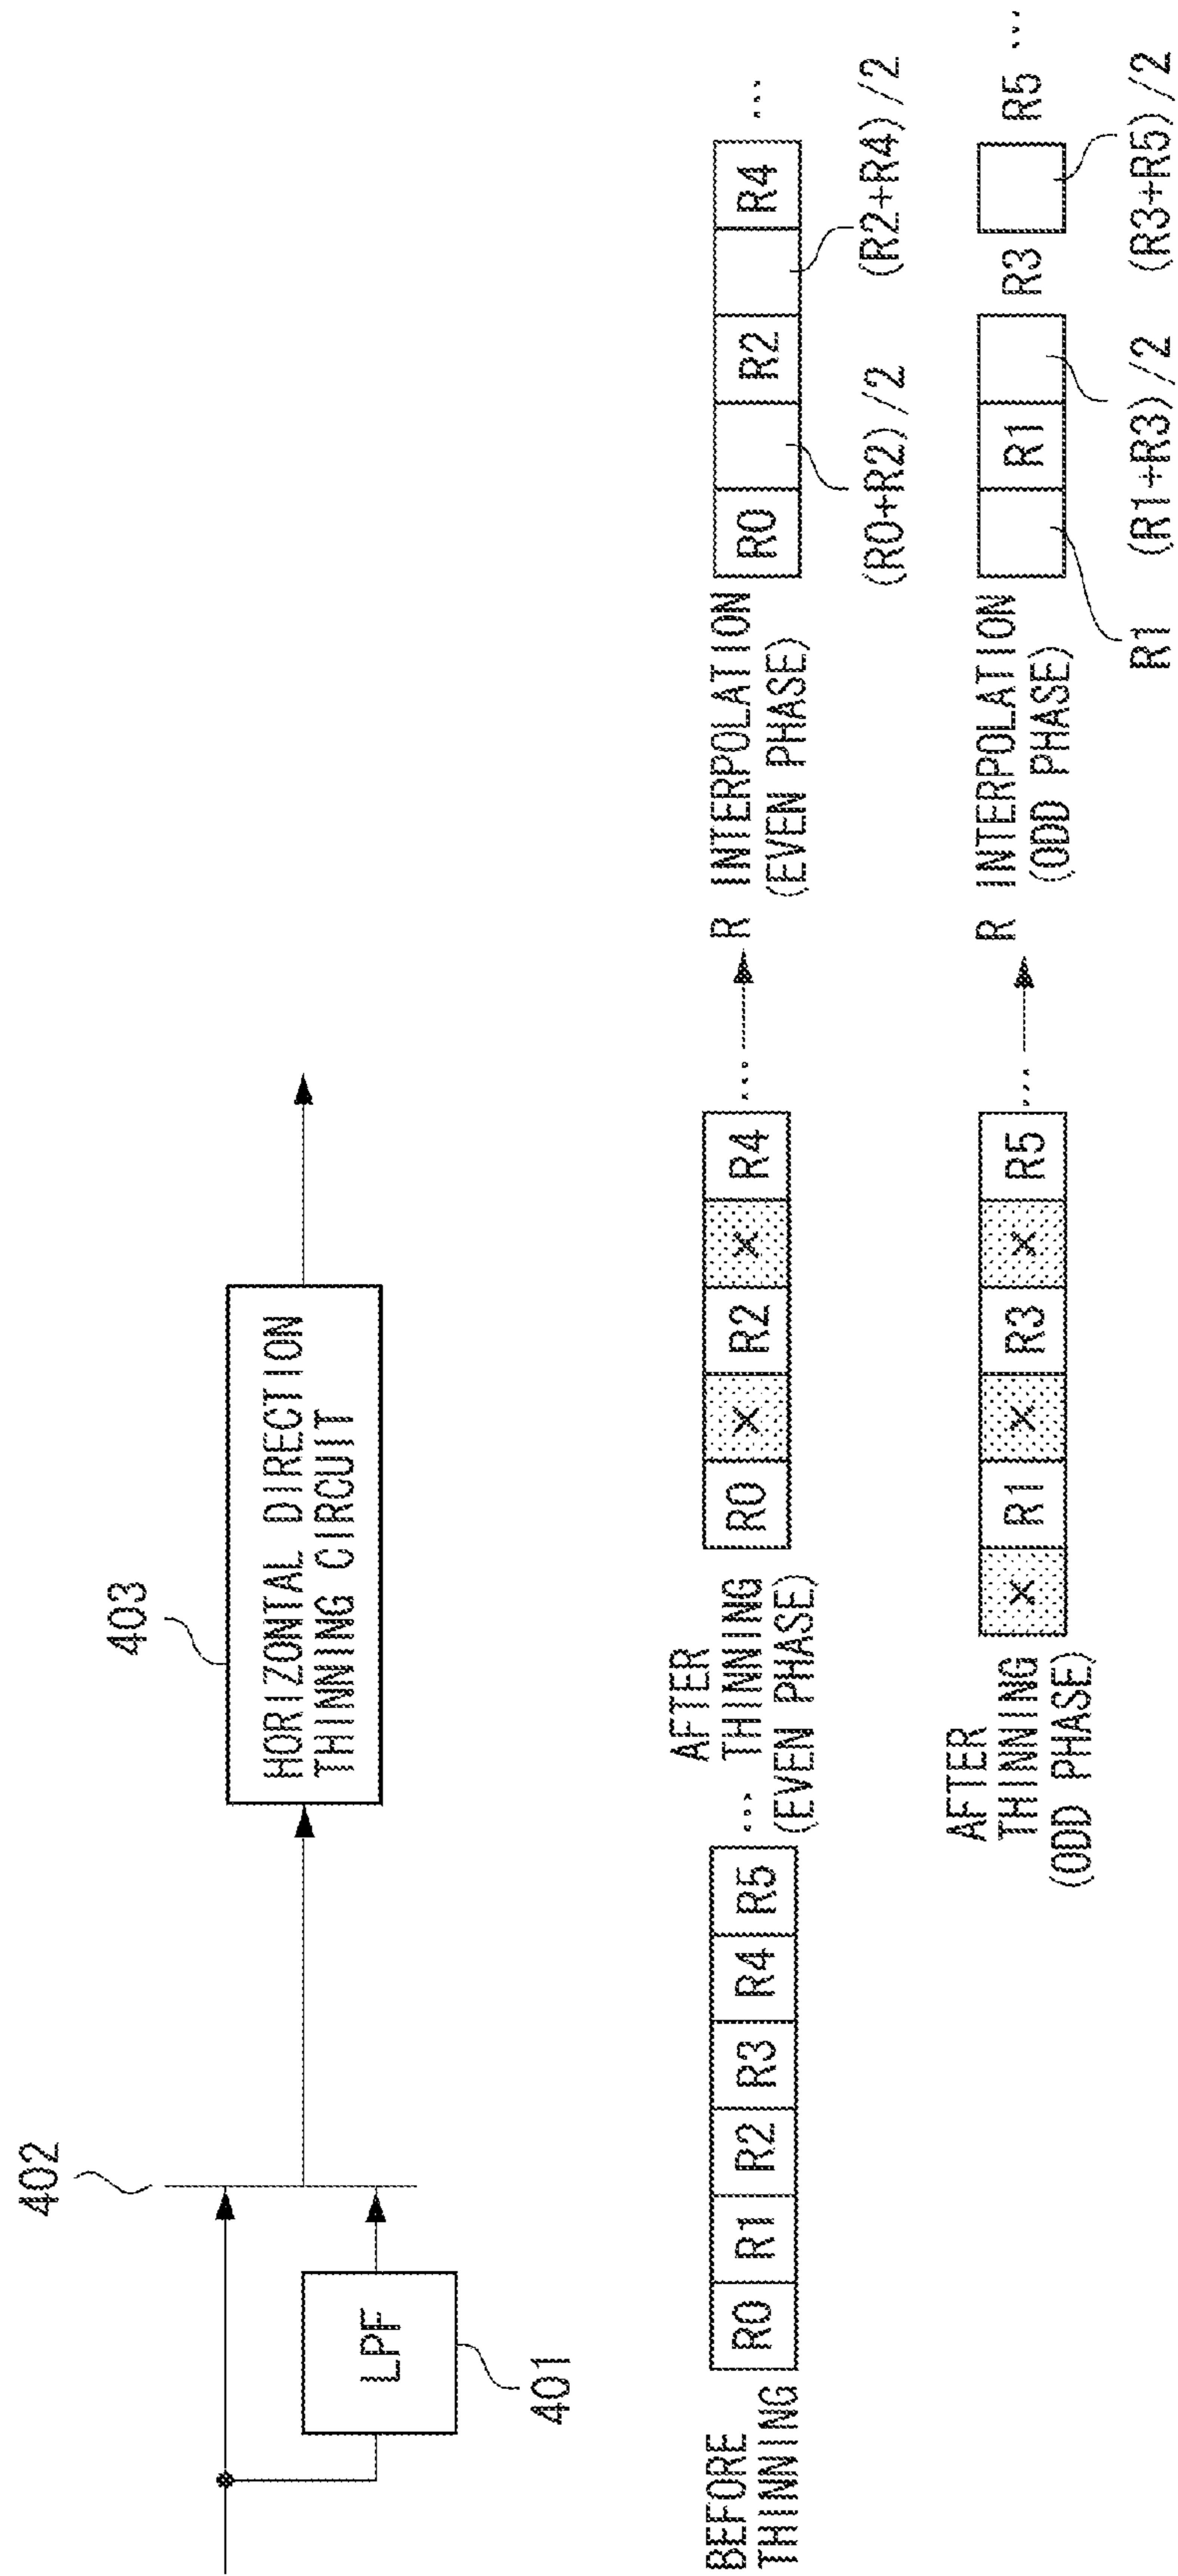 402
403
LPF
401
HORIZONTAL DIRECTION
THINNING CIRCUIT
BEFORE
THINNING
R0 R1 R2 R3 R4 R5 ...
AFTER
THINNING
(EVEN PHASE)
R0 × R2 × R4 ...
R INTERPOLATION
(EVEN PHASE)
R0 R2 R4 ...
(R0+R2)/2 (R2+R4)/2
AFTER
THINNING
(ODD PHASE)
× R1 × R3 × R5 ...
R INTERPOLATION
(ODD PHASE)
R1 R3 R5 ...
R1 (R1+R3)/2 (R3+R5)/2